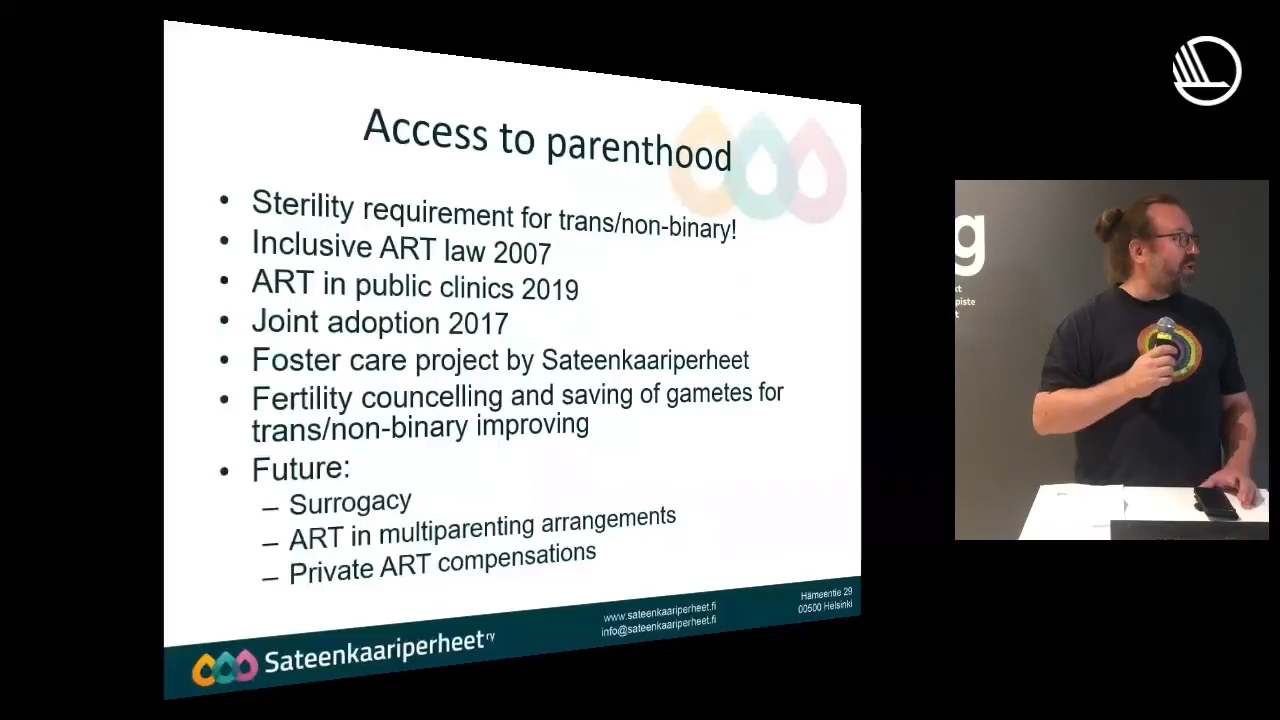 Access to parenthood
• Sterility requirement for trans/non-binary!
• Inclusive ART law 2007
• ART in public clinics 2019
• Joint adoption 2017
• Foster care project by Sateenkaariperheet
• Fertility councelling and saving of gametes for
trans/non-binary improving
• Future:
– Surrogacy
– ART in multiparenting arrangements
– Private ART compensations
Sateenkaariperheet ry
www.sateenkaariperheet.fi
info@sateenkaariperheet.fi
Hämeentie 29
00500 Helsinki
g
kt
piste
t